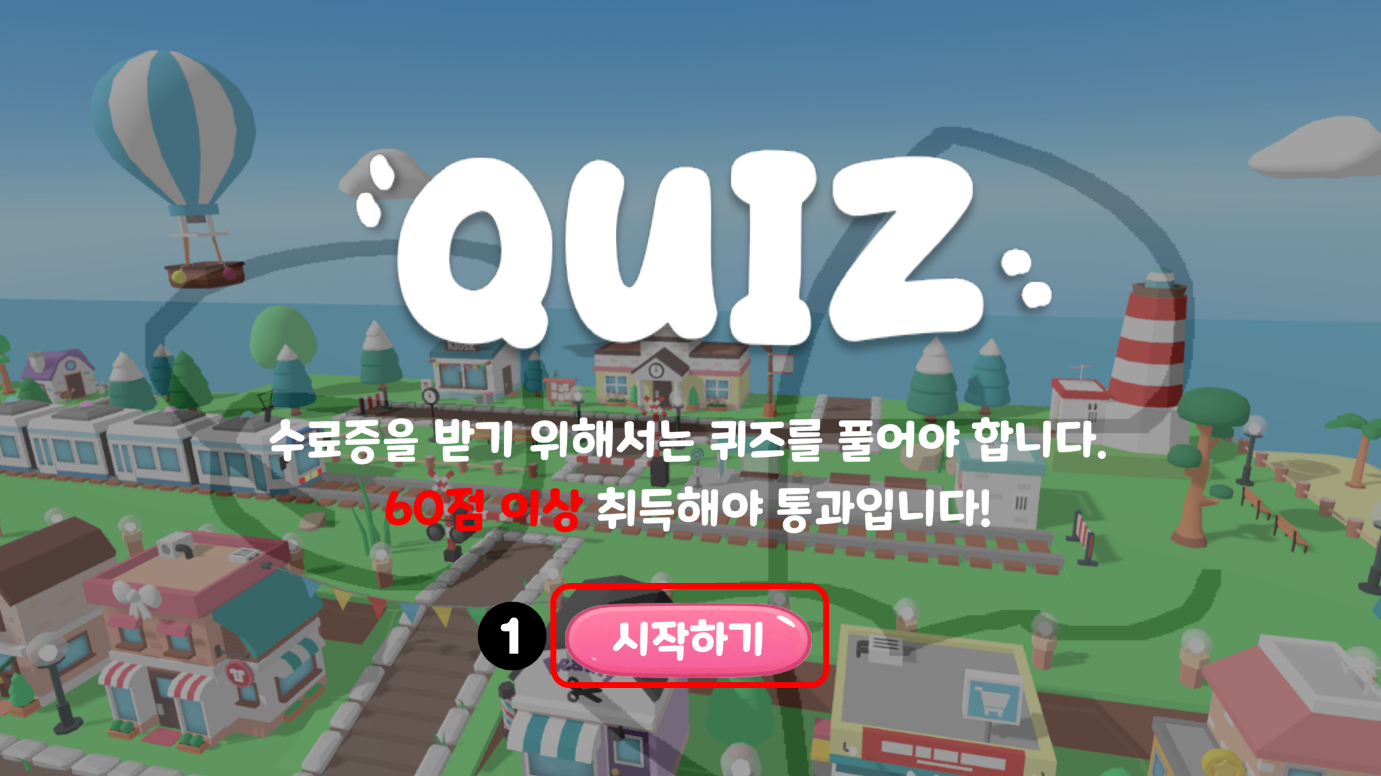 QUIZ
KIOSK
수료증을 받기 위해서는 퀴즈를 풀어야 합니다.
60점 이상 취득해야 통과입니다!
1 시작하기